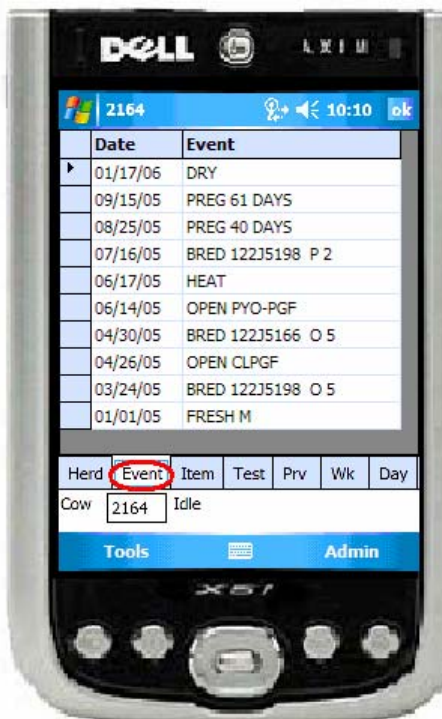 DELL AXIM
2164 10:10 ok
Date Event
01/17/06 DRY
09/15/05 PREG 61 DAYS
08/25/05 PREG 40 DAYS
07/16/05 BRED 122J5198 P 2
06/17/05 HEAT
06/14/05 OPEN PYO-PGF
04/30/05 BRED 122J5166 O 5
04/26/05 OPEN CLPGF
03/24/05 BRED 122J5198 O 5
01/01/05 FRESH M
Herd Event Item Test Prv Wk Day
Cow 2164 Idle
Tools Admin
X51